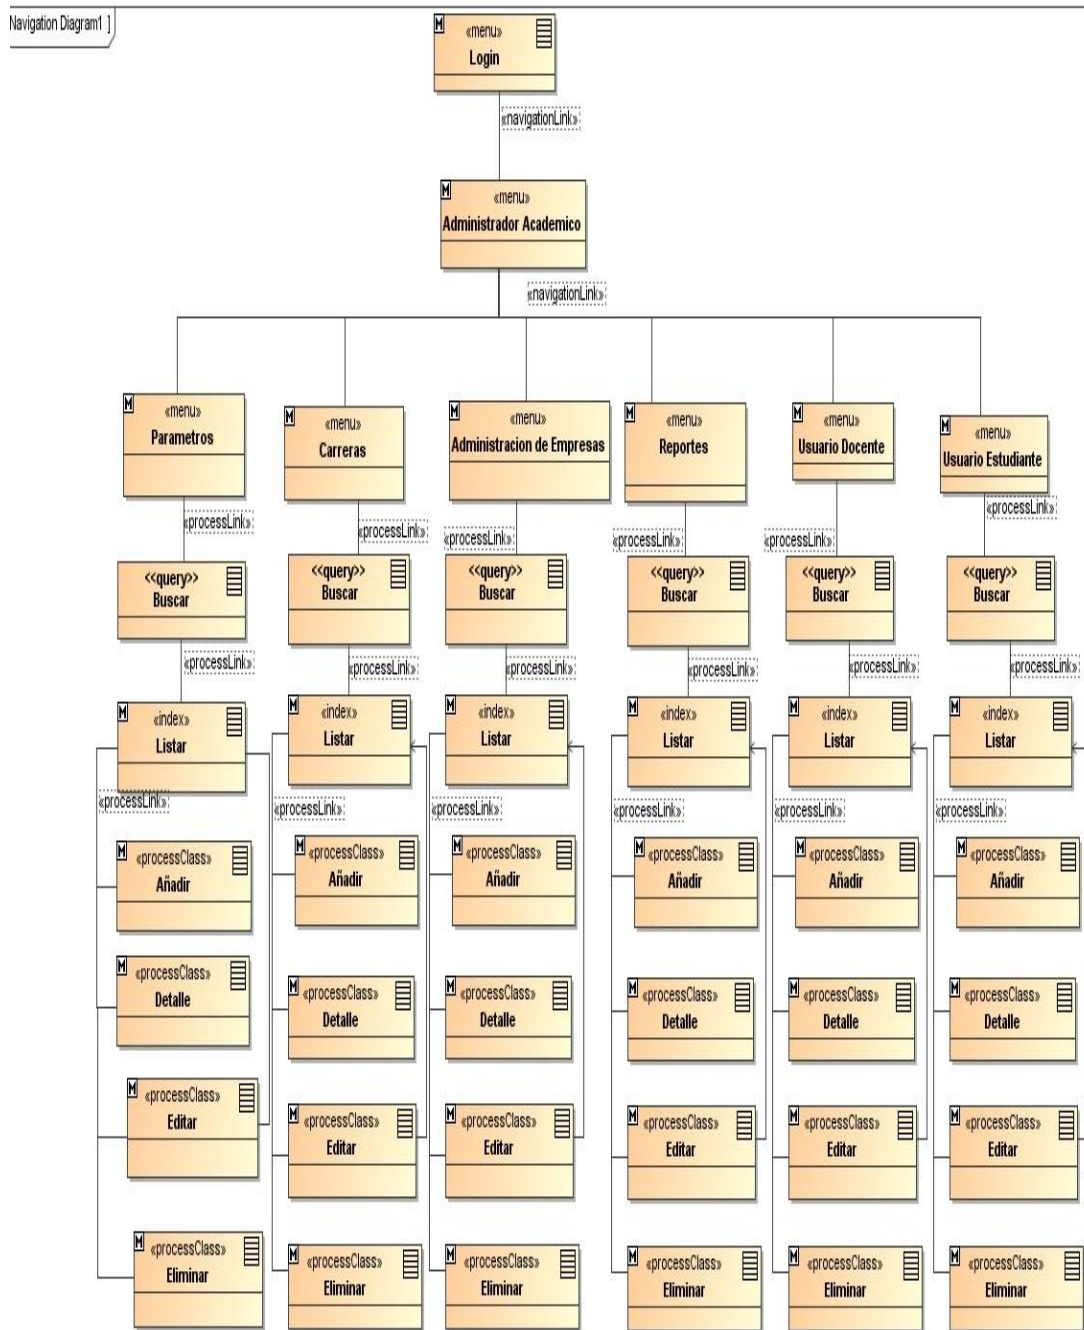 Navigation Diagram1 ]
«menu»
Login
«navigationLink»
«menu»
Administrador Academico
«navigationLink»
«menu»
Parametros
«menu»
Carreras
«menu»
Administracion de Empresas
«menu»
Reportes
«menu»
Usuario Docente
«menu»
Usuario Estudiante
«processLink»
«processLink»
«processLink»
«processLink»
«processLink»
«processLink»
<<query>>
Buscar
<<query>>
Buscar
<<query>>
Buscar
<<query>>
Buscar
<<query>>
Buscar
<<query>>
Buscar
«processLink»
«processLink»
«processLink»
«processLink»
«processLink»
«processLink»
«index»
Listar
«index»
Listar
«index»
Listar
«index»
Listar
«index»
Listar
«index»
Listar
«processLink»
«processLink»
«processLink»
«processLink»
«processLink»
«processLink»
«processClass»
Añadir
«processClass»
Añadir
«processClass»
Añadir
«processClass»
Añadir
«processClass»
Añadir
«processClass»
Añadir
«processClass»
Detalle
«processClass»
Detalle
«processClass»
Detalle
«processClass»
Detalle
«processClass»
Detalle
«processClass»
Detalle
«processClass»
Editar
«processClass»
Editar
«processClass»
Editar
«processClass»
Editar
«processClass»
Editar
«processClass»
Editar
«processClass»
Eliminar
«processClass»
Eliminar
«processClass»
Eliminar
«processClass»
Eliminar
«processClass»
Eliminar
«processClass»
Eliminar